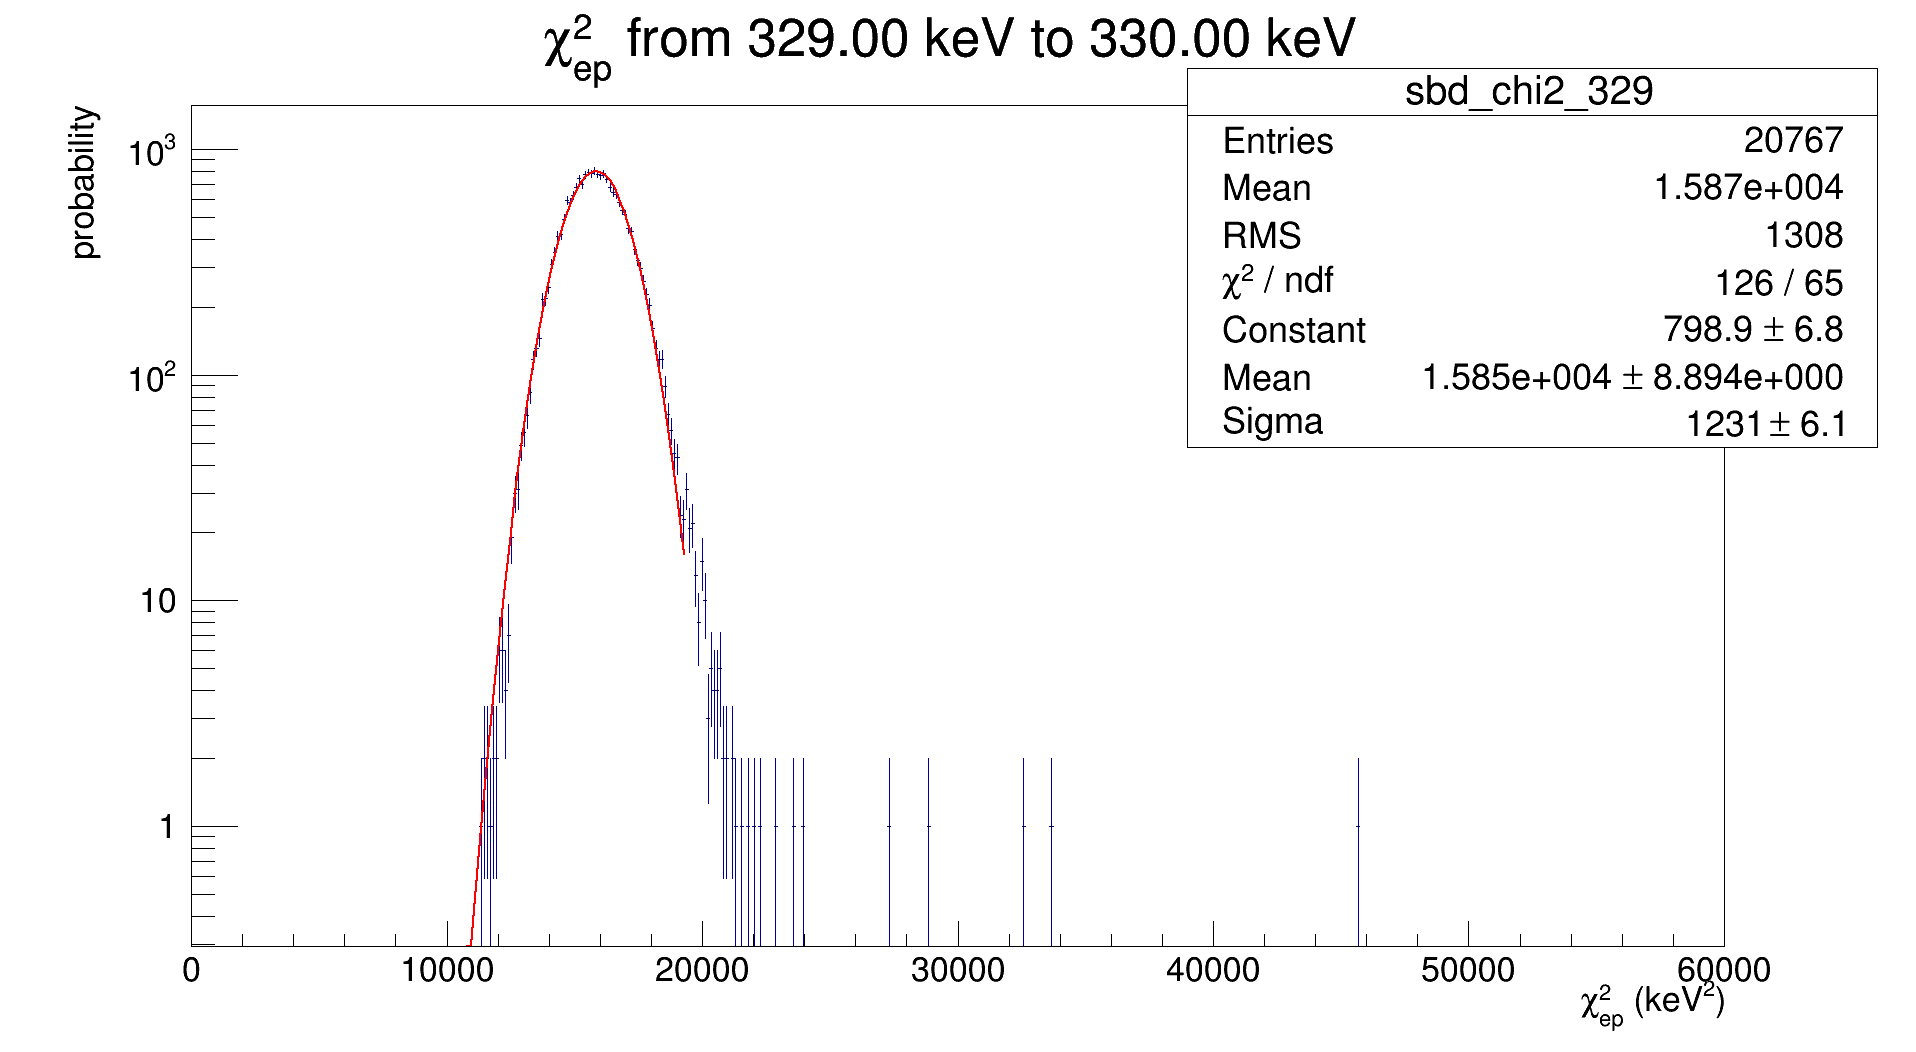 χ²ep from 329.00 keV to 330.00 keV
sbd_chi2_329
Entries 20767
Mean 1.587e+004
RMS 1308
χ² / ndf 126 / 65
Constant 798.9 ± 6.8
Mean 1.585e+004 ± 8.894e+000
Sigma 1231 ± 6.1
probability
10³
10²
10
1
0 10000 20000 30000 40000 50000 60000
χ²ep (keV²)